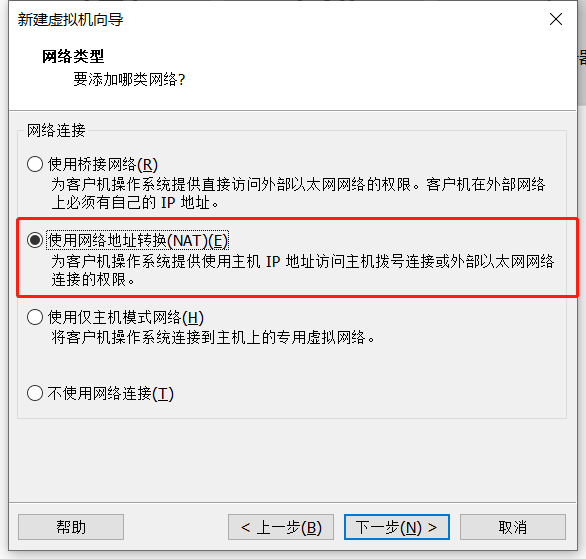 新建虚拟机向导
网络类型
要添加哪类网络?
网络连接
使用桥接网络(R)
为客户机操作系统提供直接访问外部以太网网络的权限。客户机在外部网络
上必须有自己的 IP 地址。
使用网络地址转换(NAT)(E)
为客户机操作系统提供使用主机 IP 地址访问主机拨号连接或外部以太网网络
连接的权限。
使用仅主机模式网络(H)
将客户机操作系统连接到主机上的专用虚拟网络。
不使用网络连接(T)
帮助
< 上一步(B)
下一步(N) >
取消